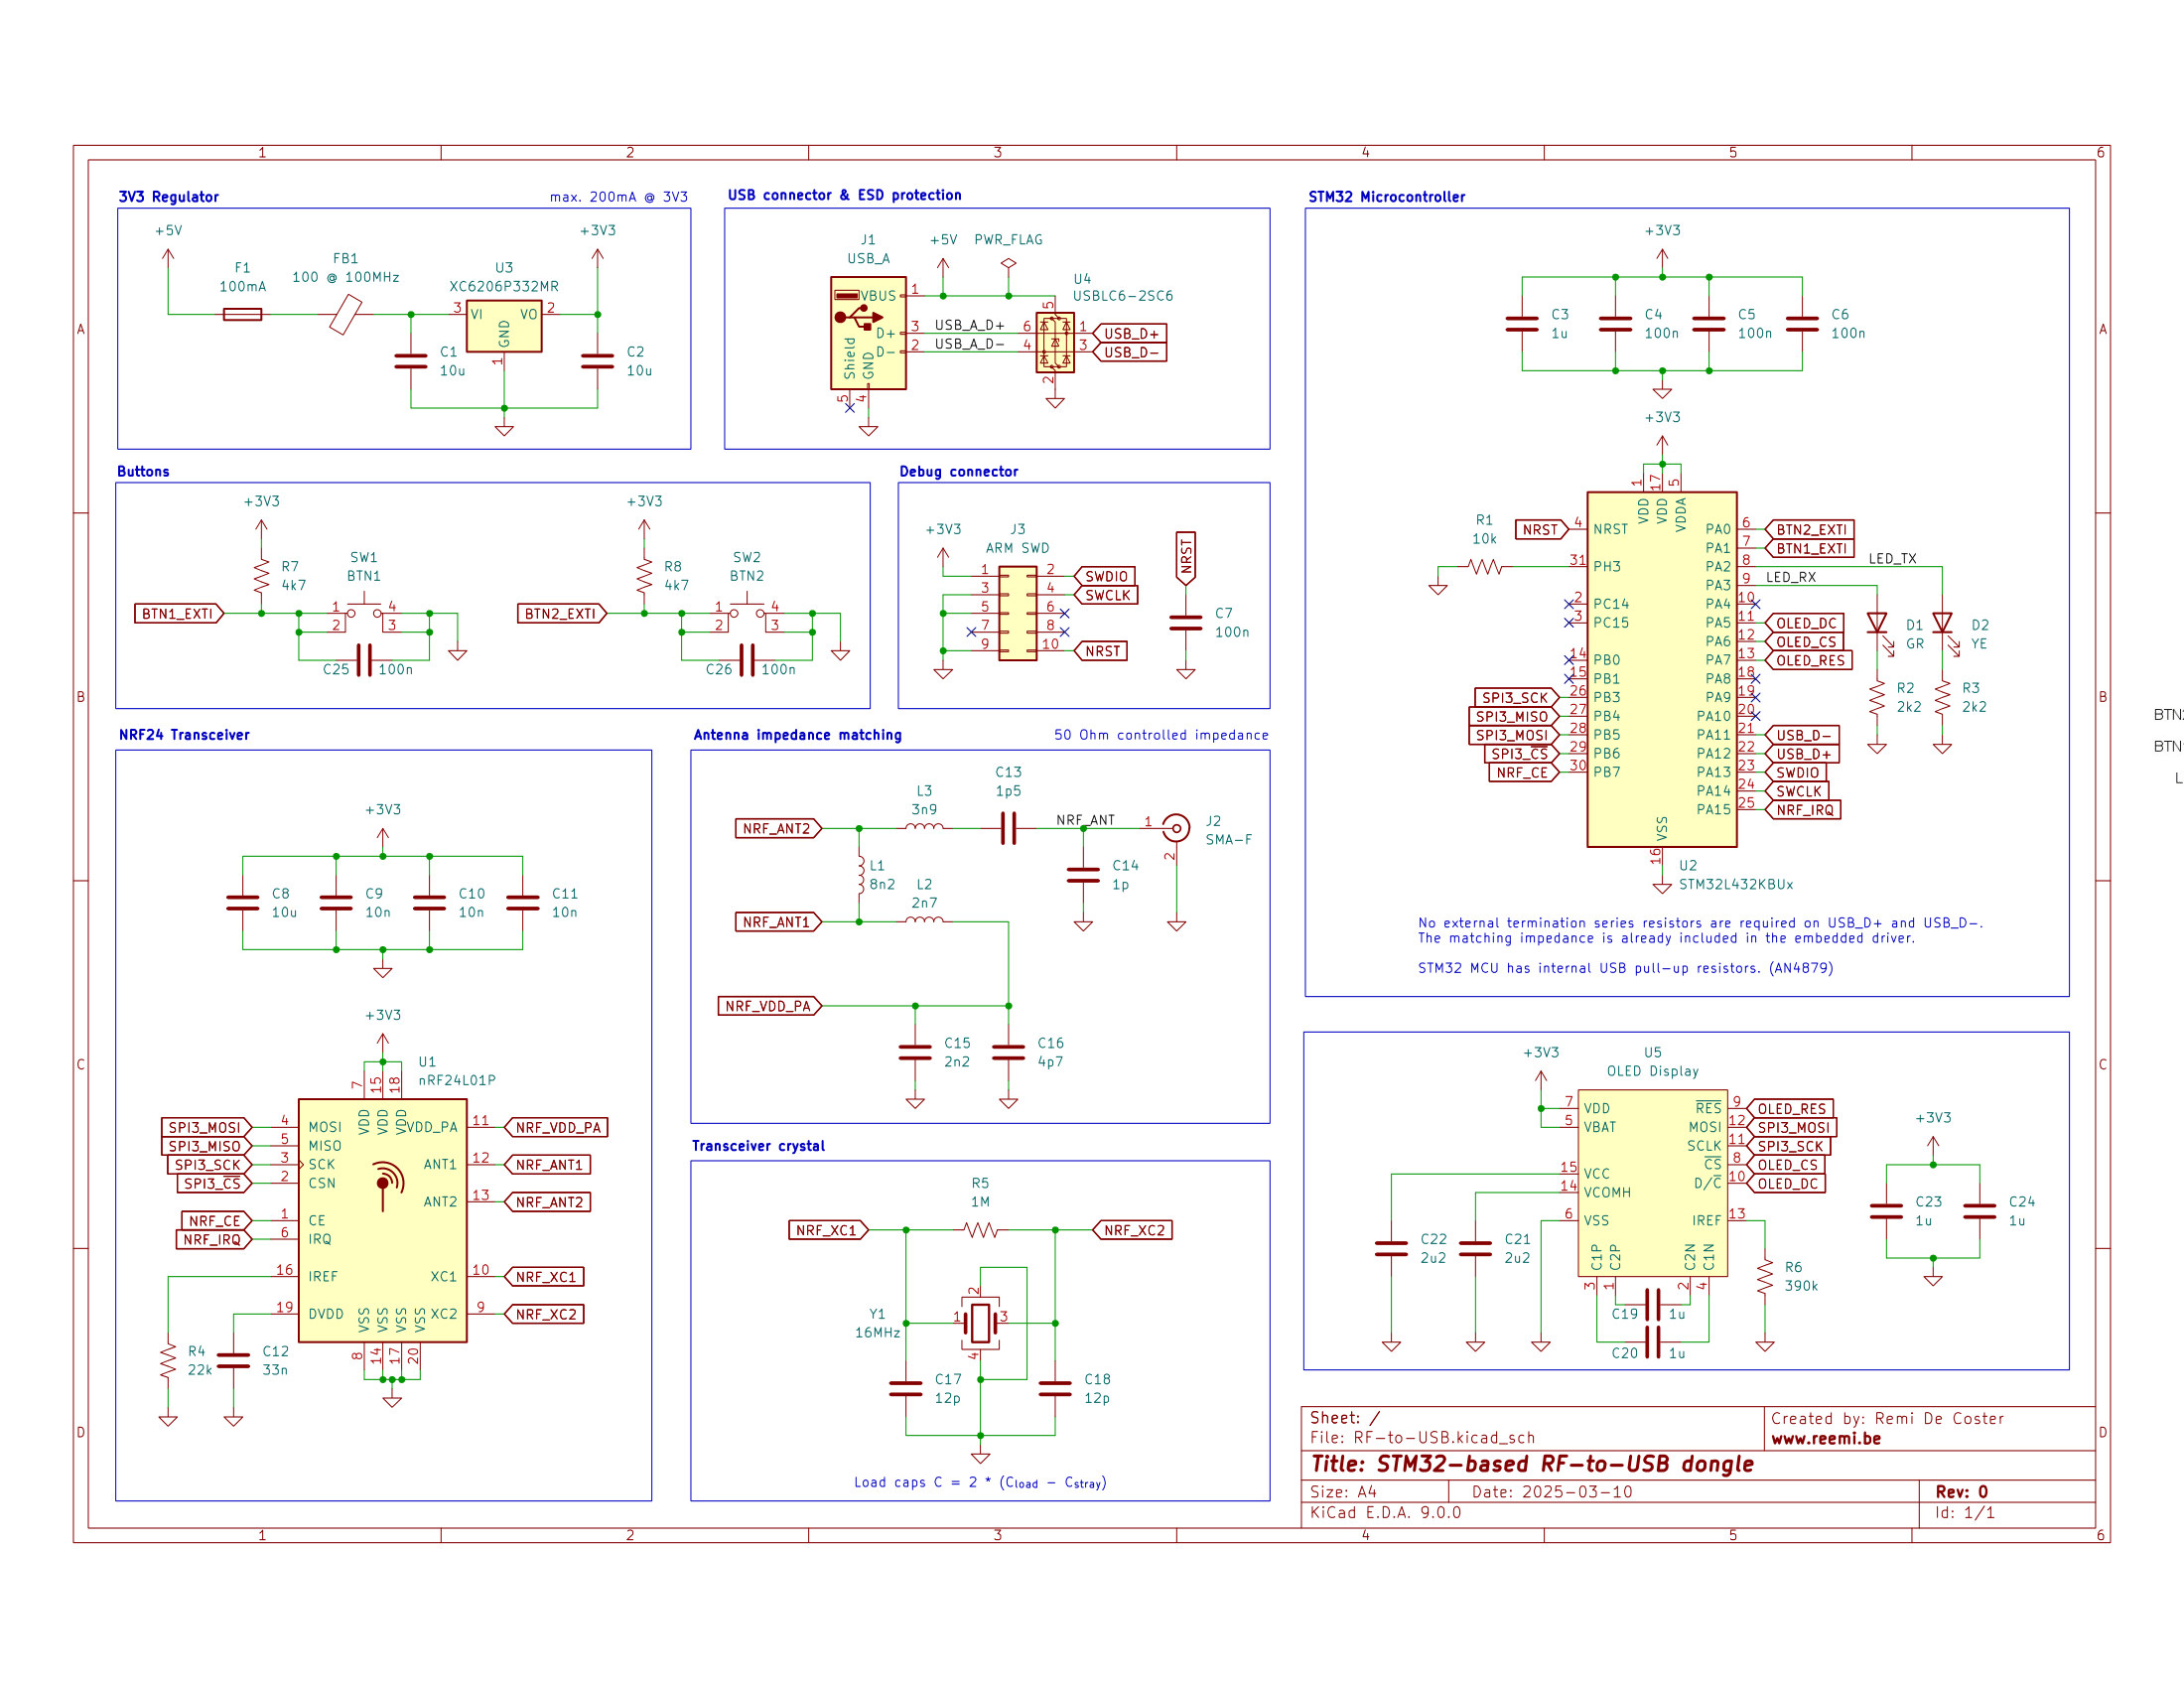 1 2 3 4 5 6
A
B
C
D
3V3 Regulator
max. 200mA @ 3V3
+5V
F1
100mA
FB1
100 @ 100MHz
U3
XC6206P332MR
3 VI VO 2
GND
1
+3V3
C1
10u
C2
10u
USB connector & ESD protection
J1
USB_A
+5V
PWR_FLAG
U4
USBLC6-2SC6
VBUS 1
D+ 3
D- 2
Shield
GND
5
4
USB_A_D+
USB_A_D-
5
6 1
4 3
2
USB_D+
USB_D-
STM32 Microcontroller
+3V3
C3
1u
C4
100n
C5
100n
C6
100n
+3V3
1 17 5
VDD VDD VDDA
R1
10k
NRST
4 NRST
31 PH3
2 PC14
3 PC15
14 PB0
15 PB1
SPI3_SCK 26 PB3
SPI3_MISO 27 PB4
SPI3_MOSI 28 PB5
SPI3_CS 29 PB6
NRF_CE 30 PB7
PA0 6 BTN2_EXTI
PA1 7 BTN1_EXTI
PA2 8 LED_TX
PA3 9 LED_RX
PA4 10
PA5 11 OLED_DC
PA6 12 OLED_CS
PA7 13 OLED_RES
PA8 18
PA9 19
PA10 20
PA11 21 USB_D-
PA12 22 USB_D+
PA13 23 SWDIO
PA14 24 SWCLK
PA15 25 NRF_IRQ
VSS
16
U2
STM32L432KBUx
D1
GR
D2
YE
R2
2k2
R3
2k2
No external termination series resistors are required on USB_D+ and USB_D-.
The matching impedance is already included in the embedded driver.
STM32 MCU has internal USB pull-up resistors. (AN4879)
BTN
Buttons
+3V3
R7
4k7
SW1
BTN1
BTN1_EXTI
1 4
2 3
C25 100n
+3V3
R8
4k7
SW2
BTN2
BTN2_EXTI
1 4
2 3
C26 100n
Debug connector
+3V3
J3
ARM SWD
1 2 SWDIO
3 4 SWCLK
5 6
7 8
9 10 NRST
NRST
C7
100n
NRF24 Transceiver
+3V3
C8
10u
C9
10n
C10
10n
C11
10n
+3V3
U1
nRF24L01P
7 15 18
VDD VDD VDD
SPI3_MOSI 4 MOSI
SPI3_MISO 5 MISO
SPI3_SCK 3 SCK
SPI3_CS 2 CSN
NRF_CE 1 CE
NRF_IRQ 6 IRQ
16 IREF
19 DVDD
VDD_PA 11 NRF_VDD_PA
ANT1 12 NRF_ANT1
ANT2 13 NRF_ANT2
XC1 10 NRF_XC1
XC2 9 NRF_XC2
VSS VSS VSS VSS
8 14 17 20
R4
22k
C12
33n
Antenna impedance matching
50 Ohm controlled impedance
NRF_ANT2
L3
3n9
C13
1p5
NRF_ANT
1
J2
SMA-F
2
L1
8n2
L2
2n7
C14
1p
NRF_ANT1
NRF_VDD_PA
C15
2n2
C16
4p7
Transceiver crystal
R5
1M
NRF_XC1
NRF_XC2
Y1
16MHz
2
1 3
4
C17
12p
C18
12p
Load caps C = 2 * (Cload - Cstray)
+3V3
U5
OLED Display
7 VDD
5 VBAT
15 VCC
14 VCOMH
6 VSS
RES 9 OLED_RES
MOSI 12 SPI3_MOSI
SCLK 11 SPI3_SCK
CS 8 OLED_CS
D/C 10 OLED_DC
IREF 13
C1P C2P C2N C1N
3 1 2 4
C22
2u2
C21
2u2
C19 1u
C20 1u
R6
390k
+3V3
C23
1u
C24
1u
Sheet: /
File: RF-to-USB.kicad_sch
Created by: Remi De Coster
www.reemi.be
Title: STM32-based RF-to-USB dongle
Size: A4
Date: 2025-03-10
Rev: 0
KiCad E.D.A. 9.0.0
Id: 1/1
1 2 3 4 5 6
A
B
C
D